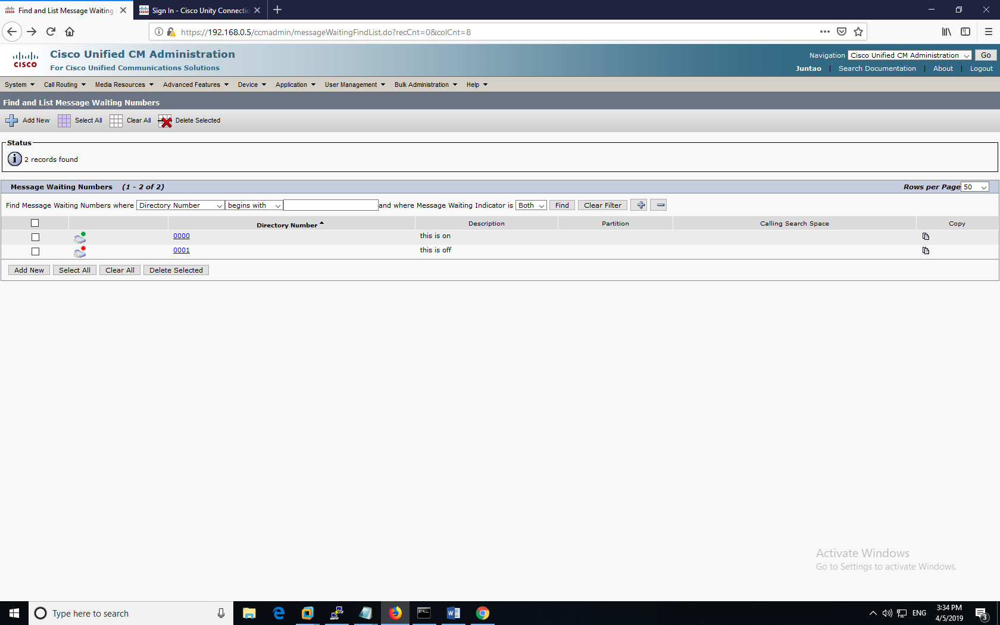 Find and List Message Waiting
Sign In - Cisco Unity Connectio
https://192.168.0.5/ccmadmin/messageWaitingFindList.do?recCnt=0&colCnt=8
CISCO
Cisco Unified CM Administration
For Cisco Unified Communications Solutions
Navigation Cisco Unified CM Administration Go
Juntao | Search Documentation | About | Logout
System Call Routing Media Resources Advanced Features Device Application User Management Bulk Administration Help
Find and List Message Waiting Numbers
Add New Select All Clear All Delete Selected
Status
i 2 records found
Message Waiting Numbers (1 - 2 of 2) Rows per Page 50
Find Message Waiting Numbers where Directory Number begins with and where Message Waiting Indicator is Both Find Clear Filter
Directory Number Description Partition Calling Search Space Copy
0000 this is on
0001 this is off
Add New Select All Clear All Delete Selected
Activate Windows
Go to Settings to activate Windows.
Type here to search
ENG
3:34 PM
4/5/2019
3